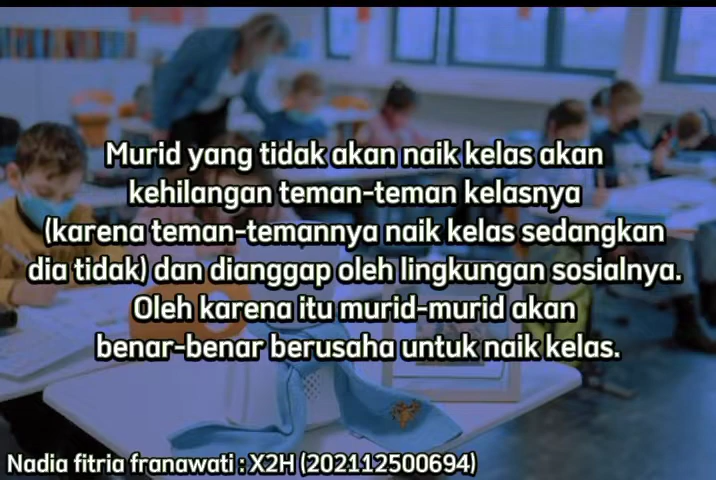 Murid yang tidak akan naik kelas akan
kehilangan teman-teman kelasnya
(karena teman-temannya naik kelas sedangkan
dia tidak) dan dianggap oleh lingkungan sosialnya.
Oleh karena itu murid-murid akan
benar-benar berusaha untuk naik kelas.
Nadia fitria franawati : X2H (202112500694)